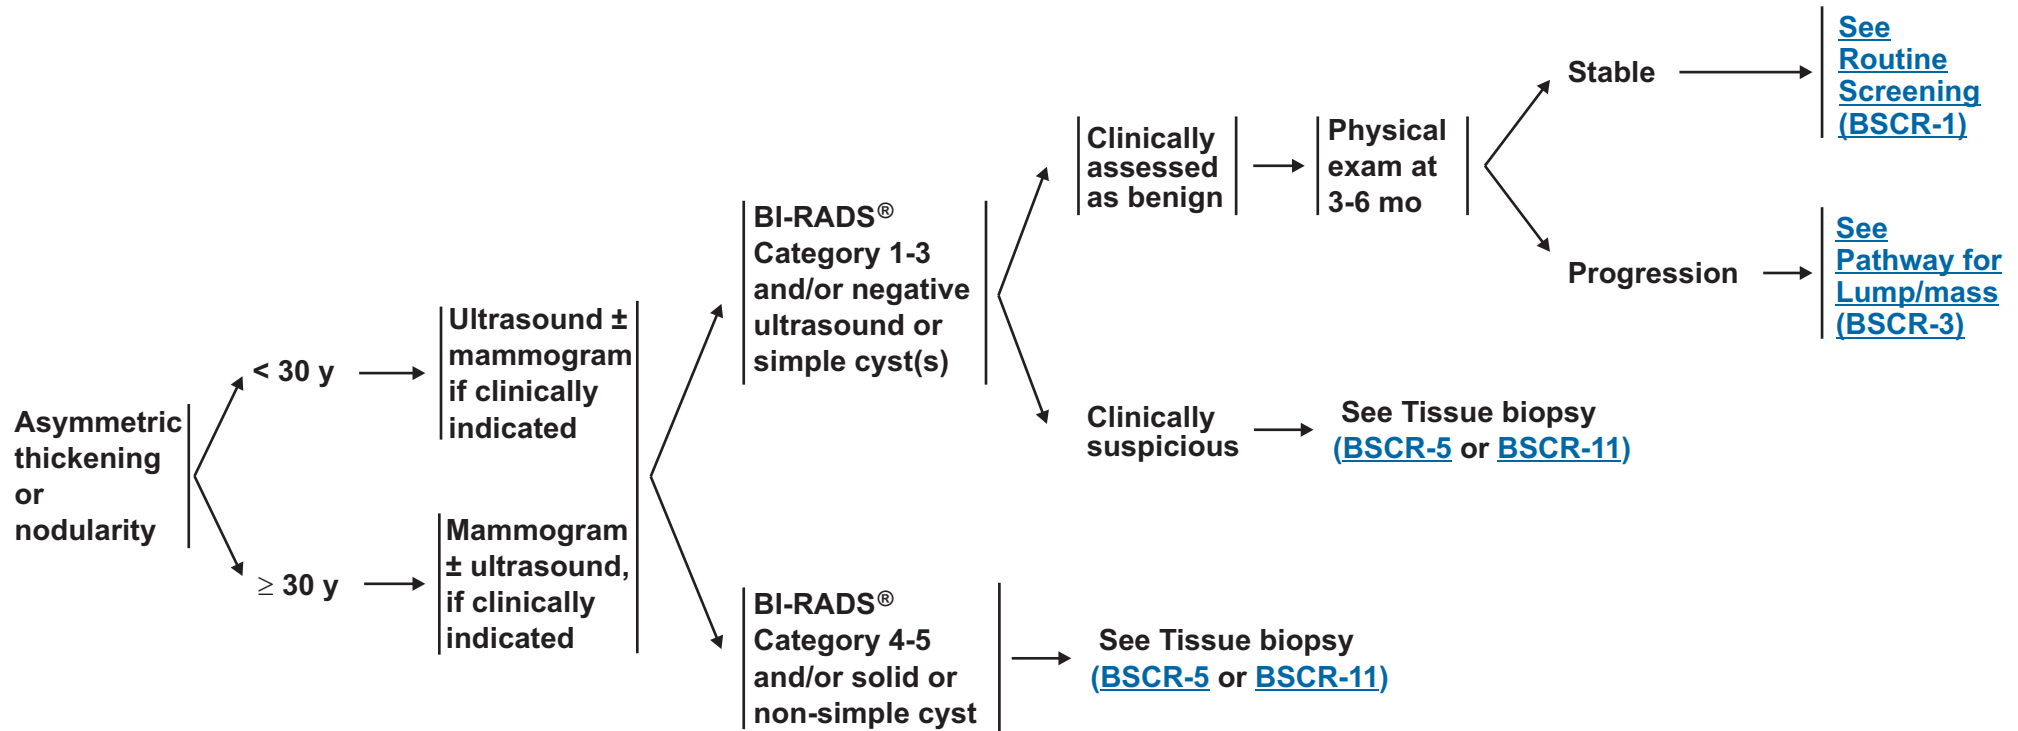 Asymmetric
thickening
or
nodularity
< 30 y
≥ 30 y
Ultrasound ±
mammogram
if clinically
indicated
Mammogram
± ultrasound,
if clinically
indicated
BI-RADS®
Category 1-3
and/or negative
ultrasound or
simple cyst(s)
BI-RADS®
Category 4-5
and/or solid or
non-simple cyst
Clinically
assessed
as benign
Clinically
suspicious
See Tissue biopsy
(BSCR-5 or BSCR-11)
Physical
exam at
3-6 mo
See Tissue biopsy
(BSCR-5 or BSCR-11)
Stable
Progression
See
Routine
Screening
(BSCR-1)
See
Pathway for
Lump/mass
(BSCR-3)